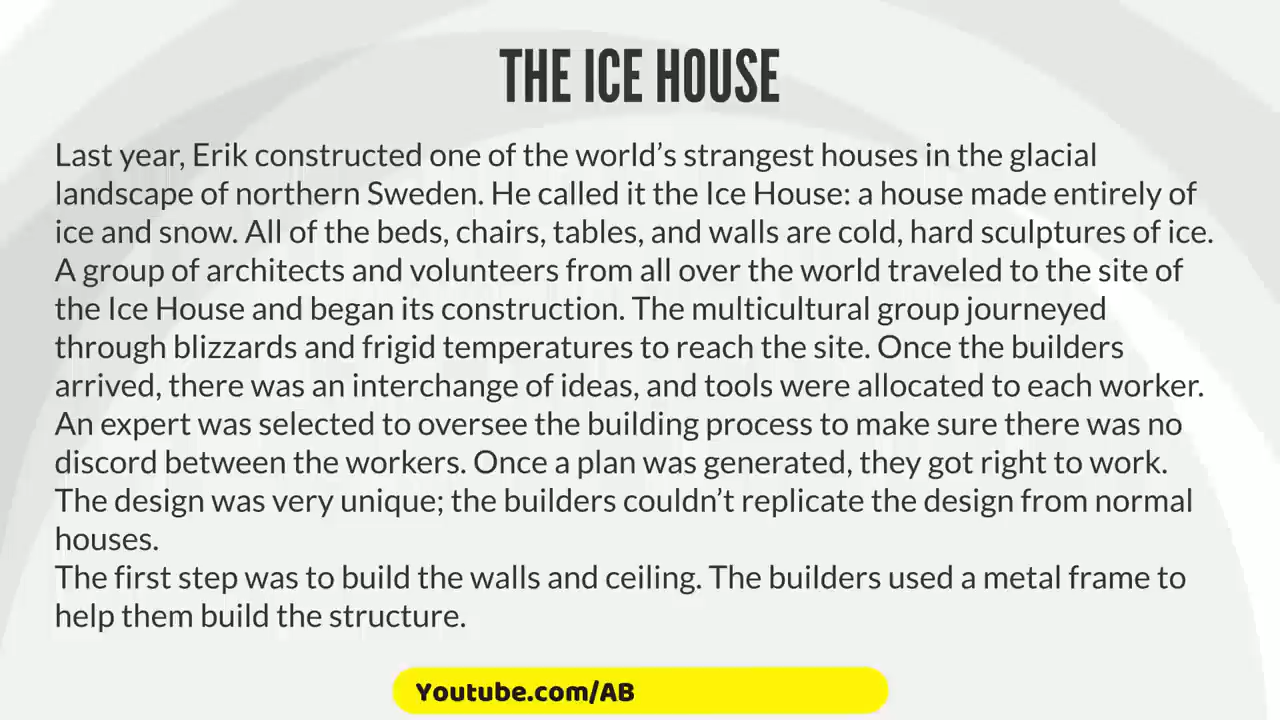 THE ICE HOUSE
Last year, Erik constructed one of the world’s strangest houses in the glacial
landscape of northern Sweden. He called it the Ice House: a house made entirely of
ice and snow. All of the beds, chairs, tables, and walls are cold, hard sculptures of ice.
A group of architects and volunteers from all over the world traveled to the site of
the Ice House and began its construction. The multicultural group journeyed
through blizzards and frigid temperatures to reach the site. Once the builders
arrived, there was an interchange of ideas, and tools were allocated to each worker.
An expert was selected to oversee the building process to make sure there was no
discord between the workers. Once a plan was generated, they got right to work.
The design was very unique; the builders couldn’t replicate the design from normal
houses.
The first step was to build the walls and ceiling. The builders used a metal frame to
help them build the structure.
Youtube.com/AB